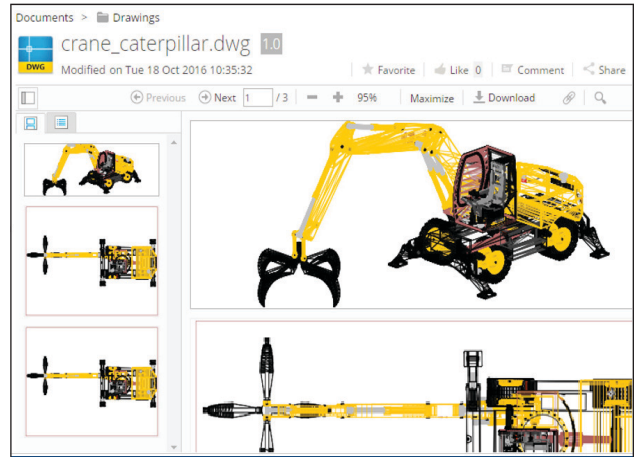 Documents > Drawings
crane_caterpillar.dwg 1.0
DWG Modified on Tue 18 Oct 2016 10:35:32 Favorite Like 0 Comment Share
Previous Next 1 / 3 95% Maximize Download